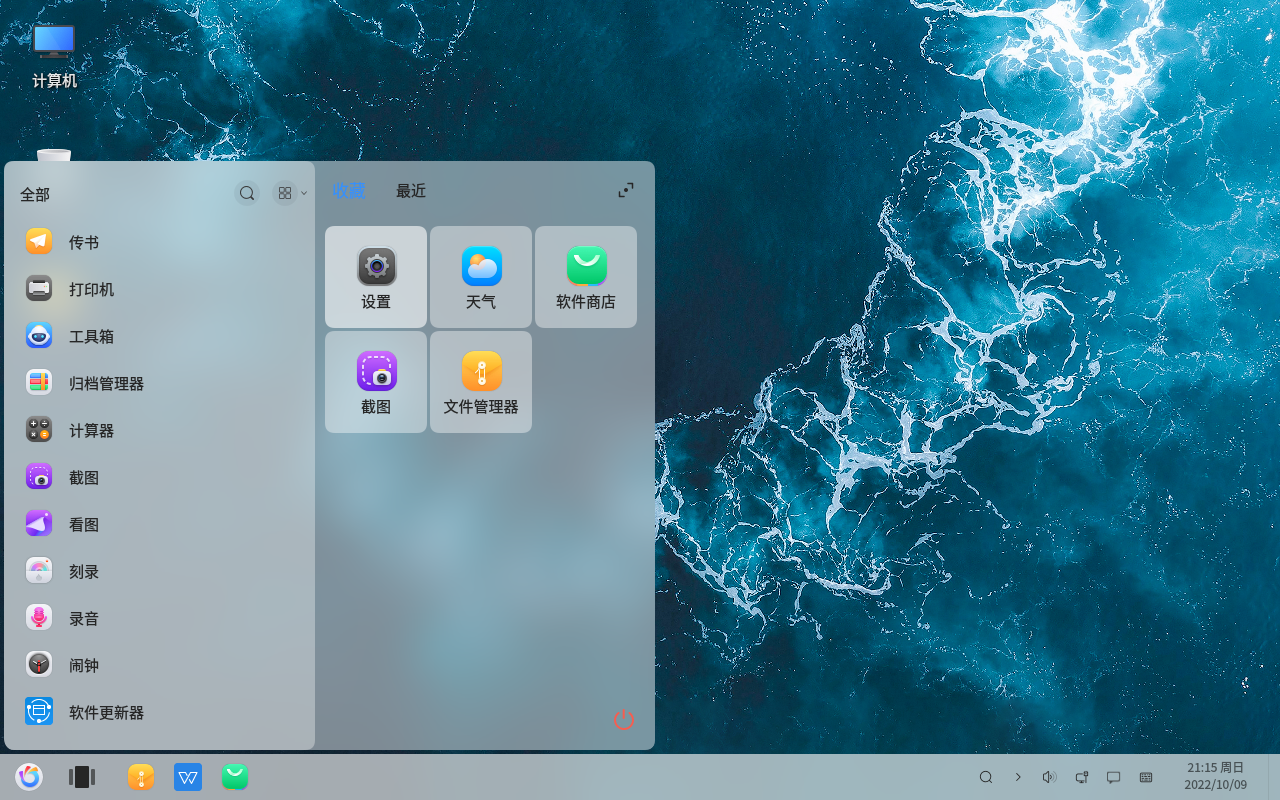 计算机
全部
收藏
最近
传书
打印机
工具箱
归档管理器
计算器
截图
看图
刻录
录音
闹钟
软件更新器
设置
天气
软件商店
截图
文件管理器
21:15 周日
2022/10/09